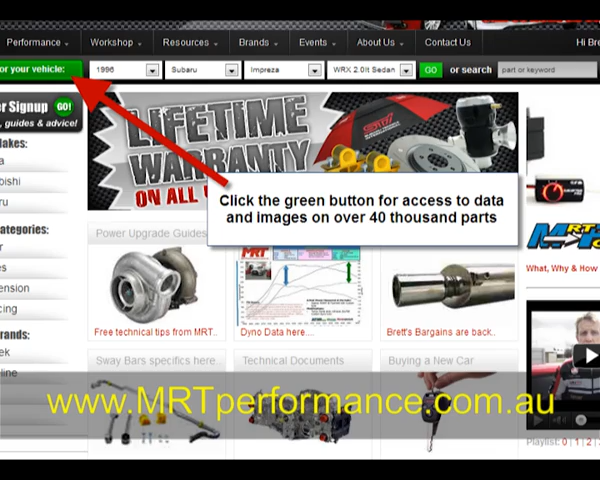 Performance Workshop Resources Brands Events About Us Contact Us Hi Bre
or your vehicle: 1996 Subaru Impreza WRX 2.0lt Sedan GO or search part or keyword
r Signup GO!
, guides & advice!
LIFETIME
WARRANTY
ON ALL
Click the green button for access to data
and images on over 40 thousand parts
lakes:
a
bishi
ru
ategories:
r
es
ension
cing
rands:
ek
line
Power Upgrade Guides
MRT
Free technical tips from MRT..
Dyno Data here....
Brett's Bargains are back..
What, Why & How
Sway Bars specifics here..
Technical Documents
Buying a New Car
www.MRTperformance.com.au
Playlist: 0 | 1 | 2